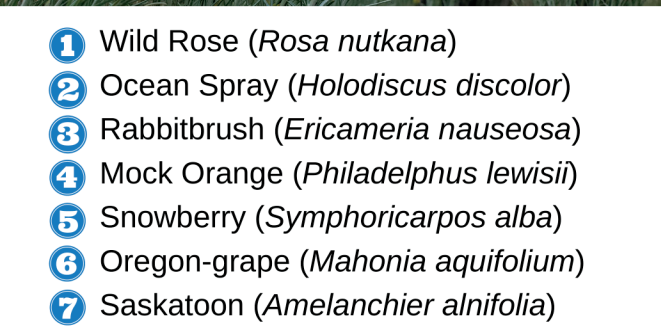 1 Wild Rose (Rosa nutkana)
2 Ocean Spray (Holodiscus discolor)
3 Rabbitbrush (Ericameria nauseosa)
4 Mock Orange (Philadelphus lewisii)
5 Snowberry (Symphoricarpos alba)
6 Oregon-grape (Mahonia aquifolium)
7 Saskatoon (Amelanchier alnifolia)